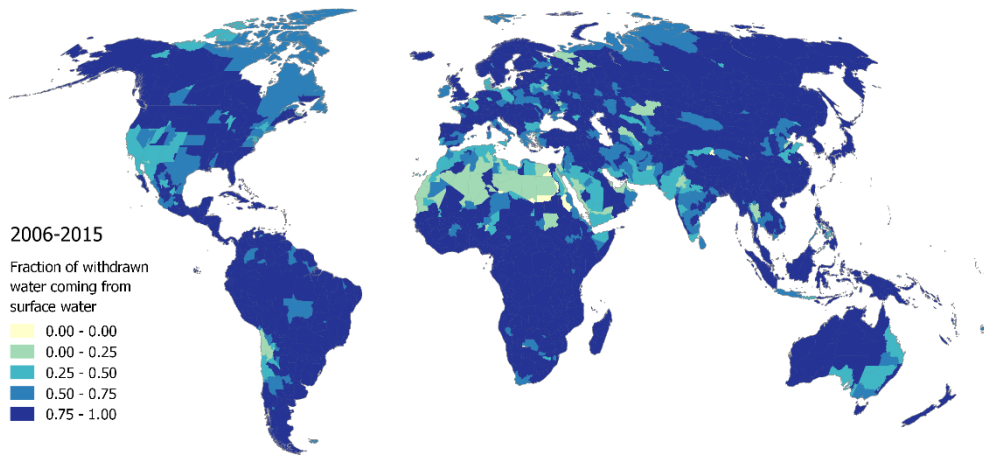 2006-2015
Fraction of withdrawn
water coming from
surface water
0.00 - 0.00
0.00 - 0.25
0.25 - 0.50
0.50 - 0.75
0.75 - 1.00